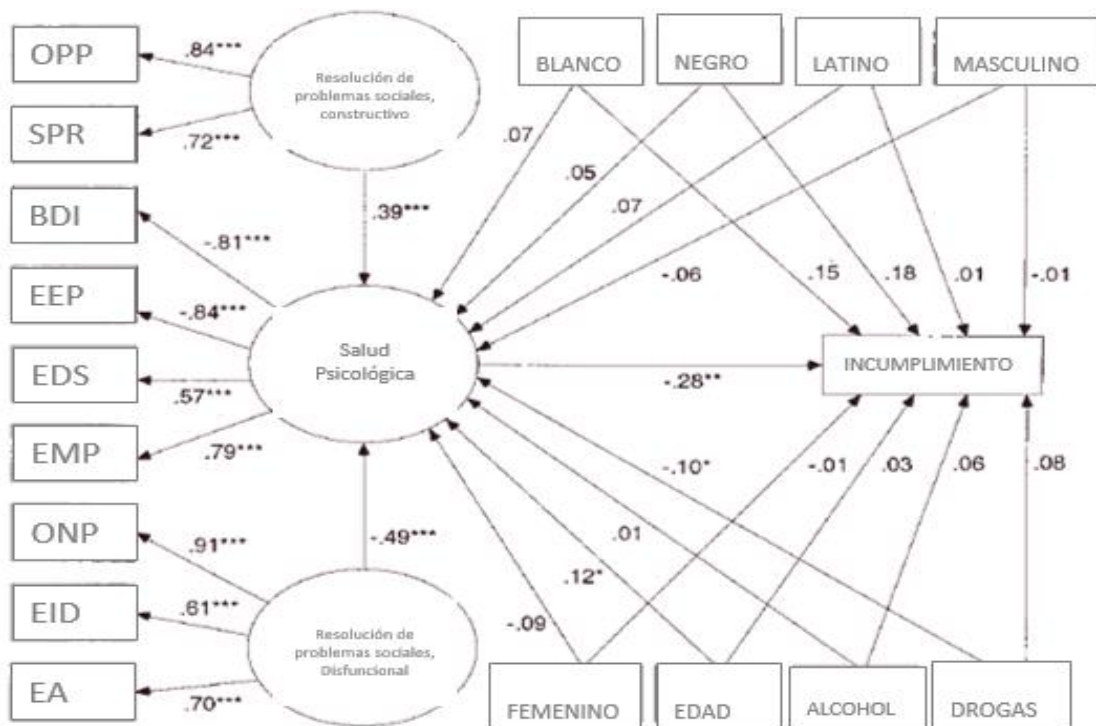 OPP
SPR
BDI
EEP
EDS
EMP
ONP
EID
EA
.84***
.72***
-.81***
-.84***
.57***
.79***
.91***
.61***
.70***
Resolución de
problemas sociales,
constructivo
.39***
Salud
Psicológica
-.49***
Resolución de
problemas sociales,
Disfuncional
BLANCO
NEGRO
LATINO
MASCULINO
.07
.05
.07
-.06
.15
.18
.01
-.01
-.28**
INCUMPLIMIENTO
-.10*
-.01
.03
.06
.08
.01
.12*
-.09
FEMENINO
EDAD
ALCOHOL
DROGAS